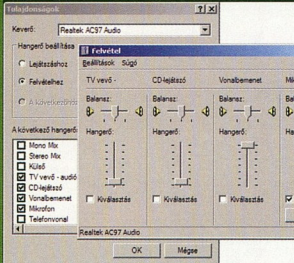 Tulajdonságok
Keverő: Realtek AC97 Audio
Hangerő beállítása
Lejátszáshoz
Felvételhez
A következő hangerő
Mono Mix
Stereo Mix
Külső
TV vevő - audió
CD-lejátszó
Vonalbemenet
Mikrofon
Telefonvonal
OK Mégse
Felvétel
Beállítások Súgó
TV vevő - CD-lejátszó Vonalbemenet
Balansz: Balansz: Balansz:
Hangerő: Hangerő: Hangerő:
Kiválasztás Kiválasztás Kiválasztás
Realtek AC97 Audio